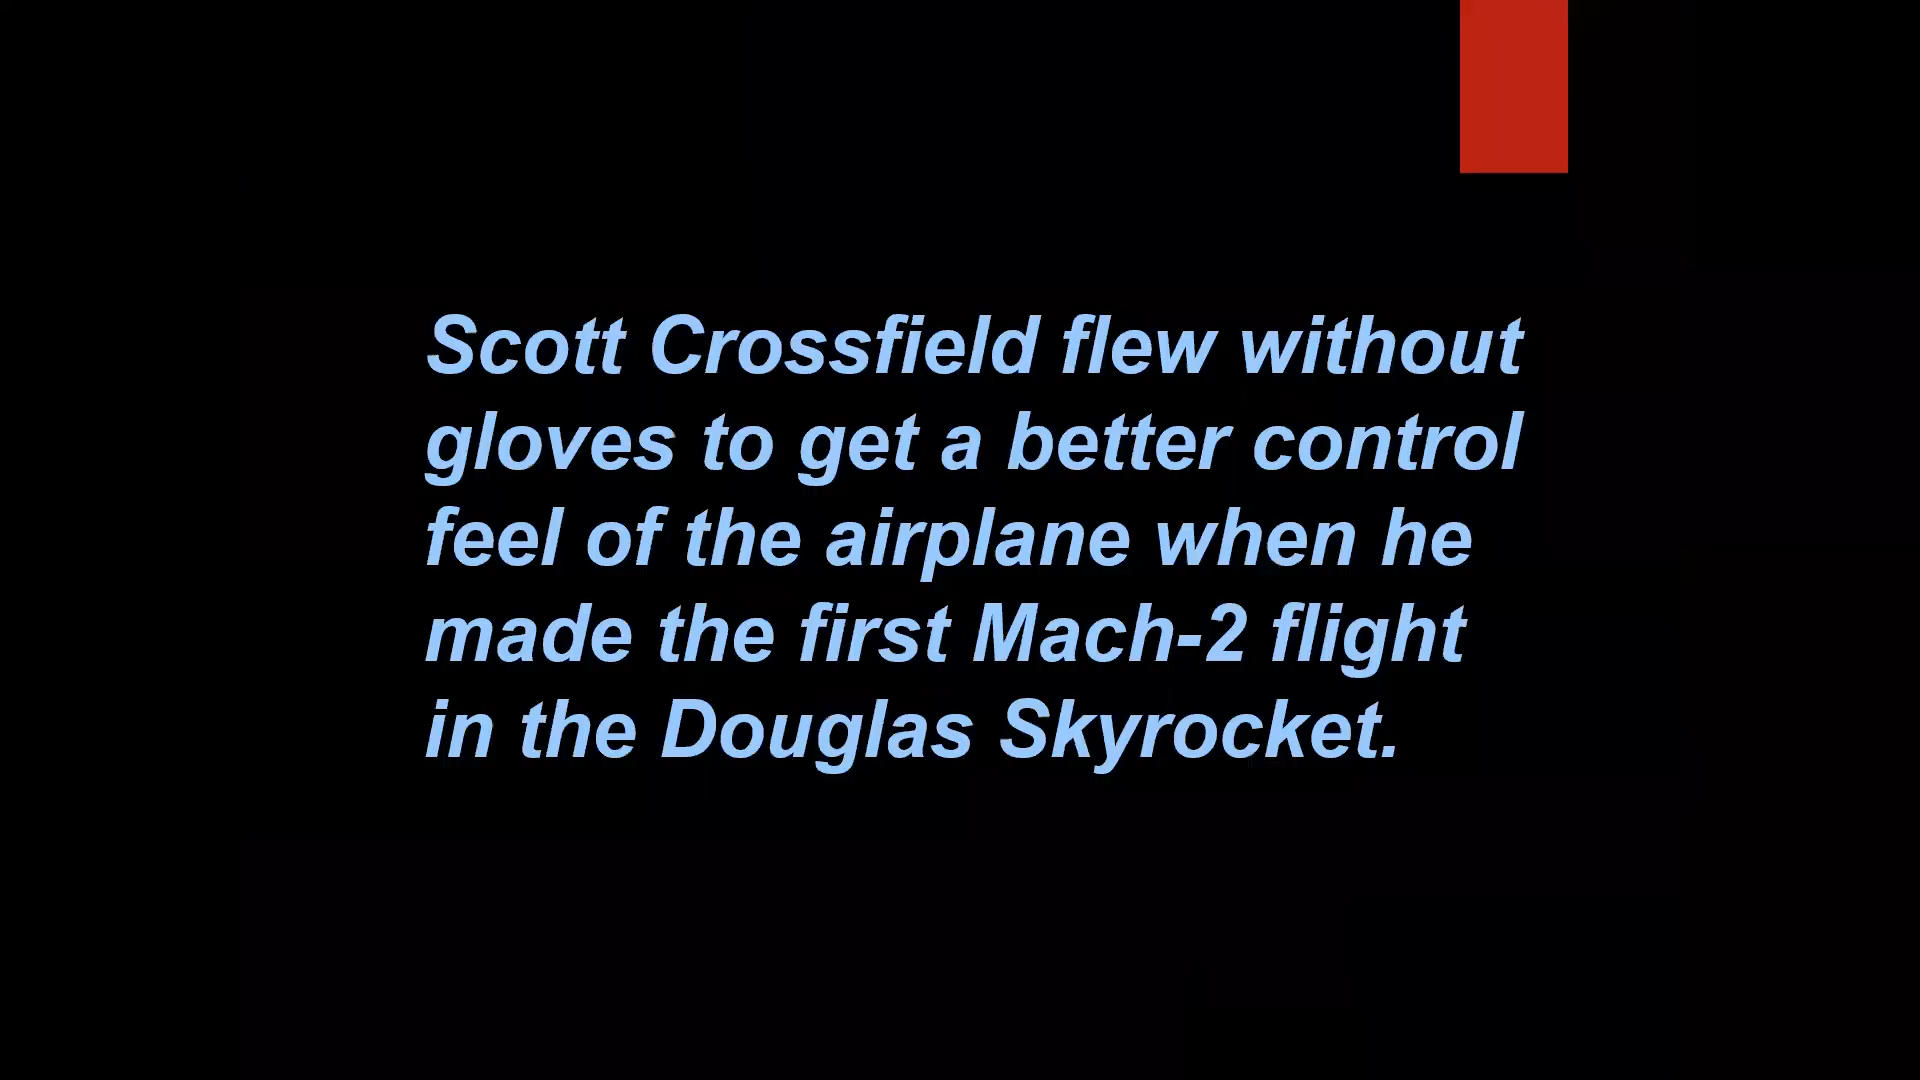 Scott Crossfield flew without
gloves to get a better control
feel of the airplane when he
made the first Mach-2 flight
in the Douglas Skyrocket.